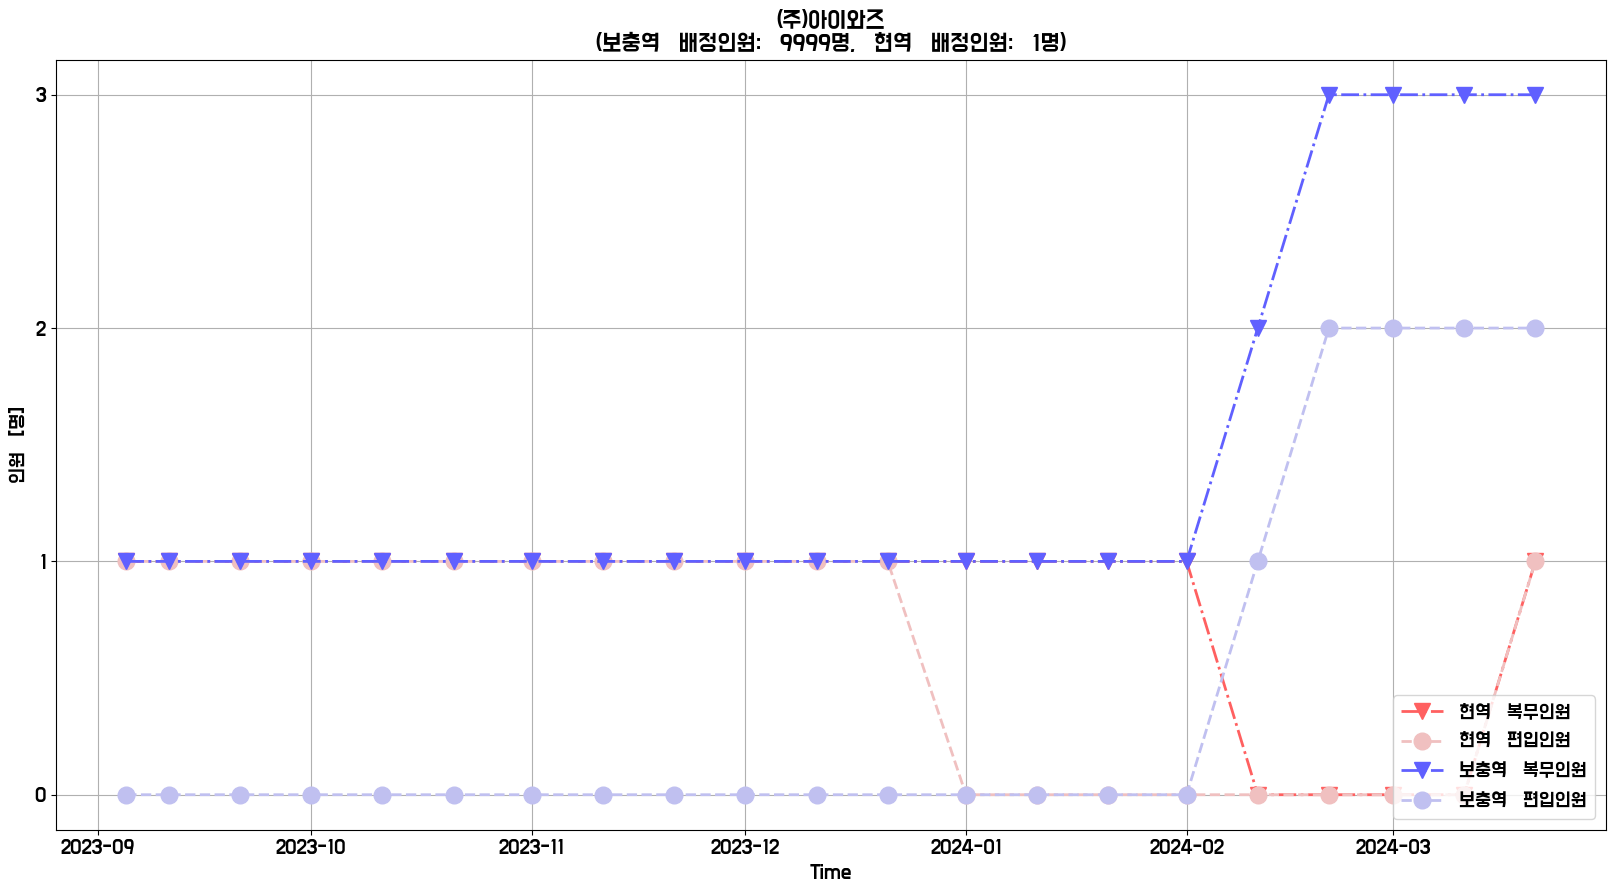 (주)아이와즈
(보충역 배정인원: 9999명, 현역 배정인원: 1명)
인원 [명]
3
2
1
0
2023-09
2023-10
2023-11
2023-12
2024-01
2024-02
2024-03
Time
현역 복무인원
현역 편입인원
보충역 복무인원
보충역 편입인원